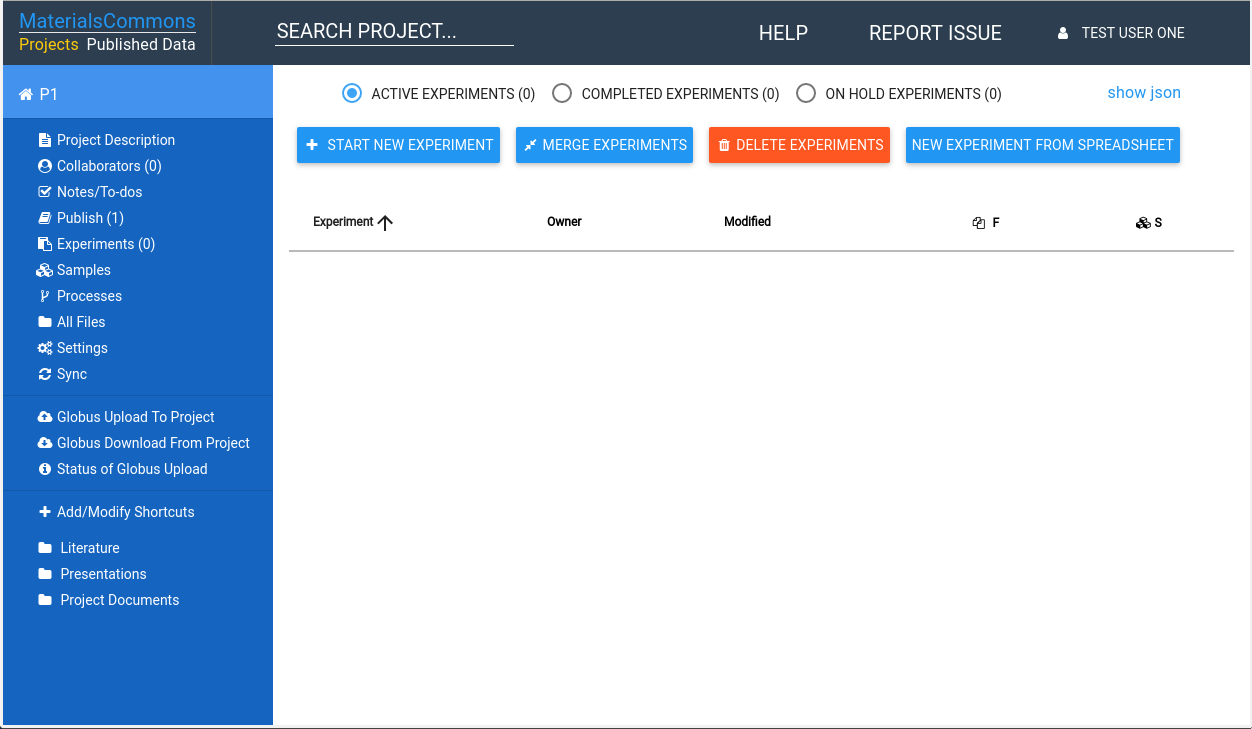 MaterialsCommons
Projects Published Data
SEARCH PROJECT...
HELP
REPORT ISSUE
TEST USER ONE
P1
Project Description
Collaborators (0)
Notes/To-dos
Publish (1)
Experiments (0)
Samples
Processes
All Files
Settings
Sync
Globus Upload To Project
Globus Download From Project
Status of Globus Upload
Add/Modify Shortcuts
Literature
Presentations
Project Documents
ACTIVE EXPERIMENTS (0)
COMPLETED EXPERIMENTS (0)
ON HOLD EXPERIMENTS (0)
show json
START NEW EXPERIMENT
MERGE EXPERIMENTS
DELETE EXPERIMENTS
NEW EXPERIMENT FROM SPREADSHEET
Experiment
Owner
Modified
F
S